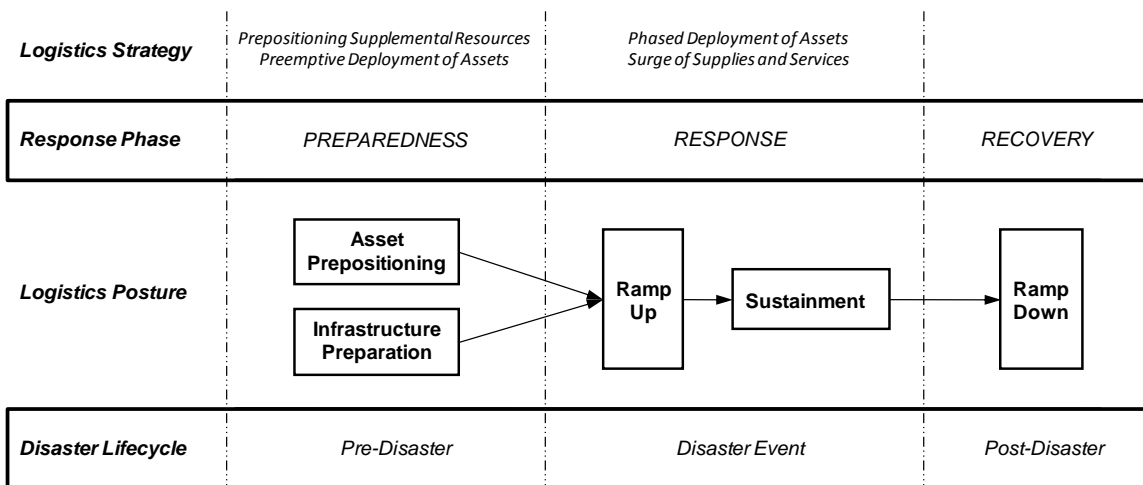 Logistics Strategy
Prepositioning Supplemental Resources
Preemptive Deployment of Assets
Phased Deployment of Assets
Surge of Supplies and Services
Response Phase
PREPAREDNESS
RESPONSE
RECOVERY
Logistics Posture
Asset
Prepositioning
Infrastructure
Preparation
Ramp
Up
Sustainment
Ramp
Down
Disaster Lifecycle
Pre-Disaster
Disaster Event
Post-Disaster